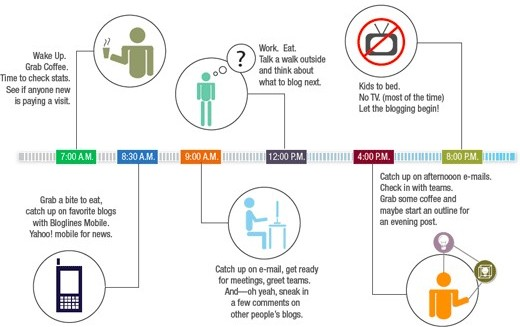 Wake Up.
Grab Coffee.
Time to check stats.
See if anyone new
is paying a visit.
?
Work. Eat.
Talk a walk outside
and think about
what to blog next.
Kids to bed.
No TV. (most of the time)
Let the blogging begin!
7:00 A.M.
8:30 A.M.
9:00 A.M.
12:00 P.M.
4:00 P.M.
8:00 P.M.
Grab a bite to eat,
catch up on favorite blogs
with Bloglines Mobile.
Yahoo! mobile for news.
Catch up on e-mail, get ready
for meetings, greet teams.
And—oh yeah, sneak in
a few comments on
other people's blogs.
Catch up on afternooon e-mails.
Check in with teams.
Grab some coffee and
maybe start an outline for
an evening post.